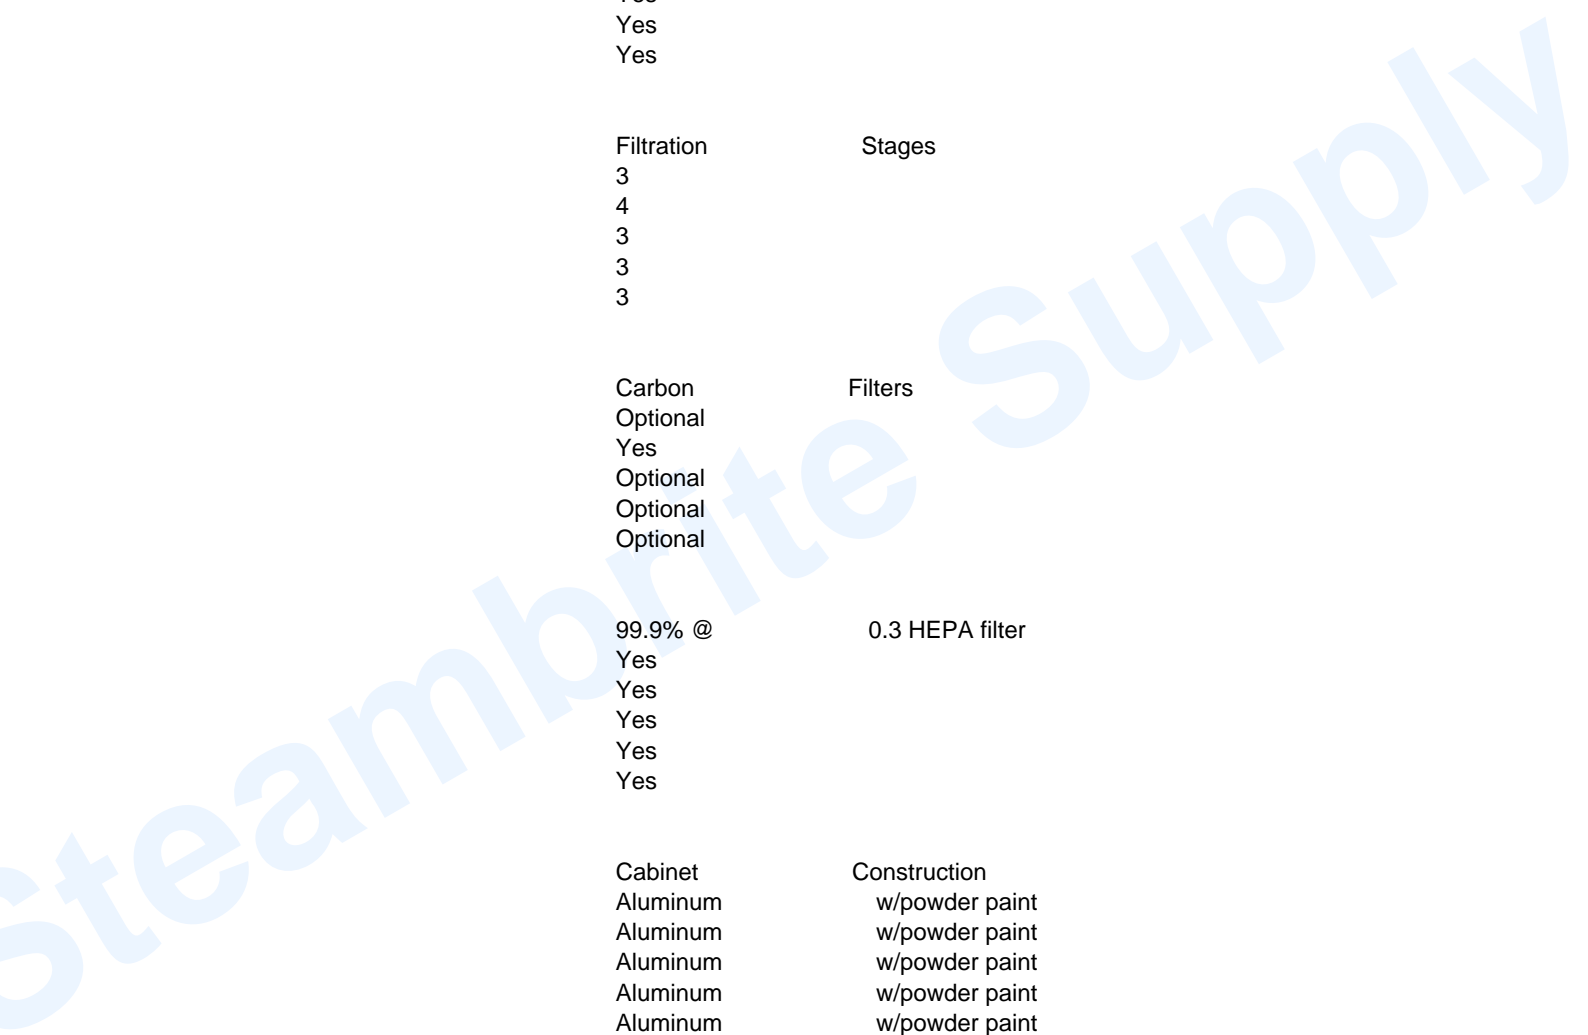 Yes
Yes
Yes
Filtration Stages
3
4
3
3
3
Carbon Filters
Optional
Yes
Optional
Optional
Optional
99.9% @ 0.3 HEPA filter
Yes
Yes
Yes
Yes
Yes
Cabinet Construction
Aluminum w/powder paint
Aluminum w/powder paint
Aluminum w/powder paint
Aluminum w/powder paint
Aluminum w/powder paint
Steambrite Supply